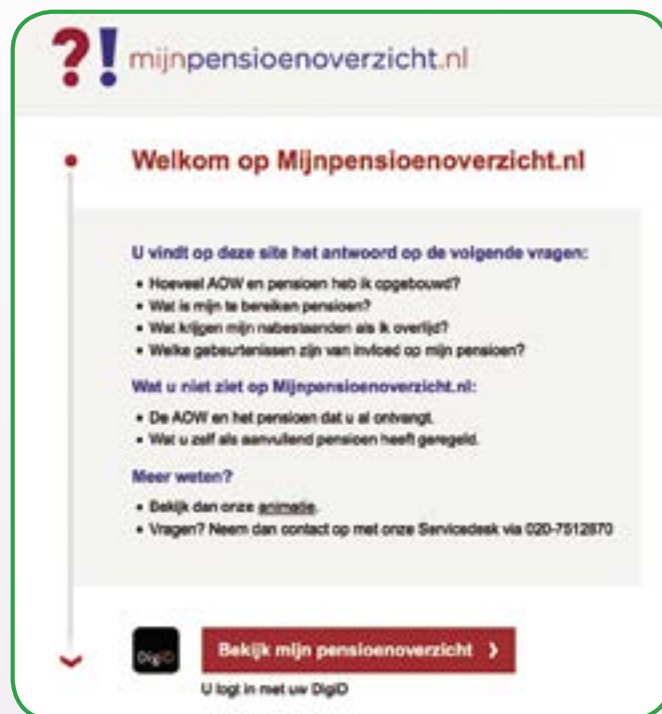 ?! mijnpensioenoverzicht.nl
Welkom op Mijnpensioenoverzicht.nl
U vindt op deze site het antwoord op de volgende vragen:
• Hoeveel AOW en pensioen heb ik opgebouwd?
• Wat is mijn te bereiken pensioen?
• Wat krijgen mijn nabestaanden als ik overlijd?
• Welke gebeurtenissen zijn van invloed op mijn pensioen?
Wat u niet ziet op Mijnpensioenoverzicht.nl:
• De AOW en het pensioen dat u al ontvangt.
• Wat u zelf als aanvullend pensioen heeft geregeld.
Meer weten?
• Bekijk dan onze animatie.
• Vragen? Neem dan contact op met onze Servicedesk via 020-7512870
DigiD
Bekijk mijn pensioenoverzicht ❯
U logt in met uw DigiD